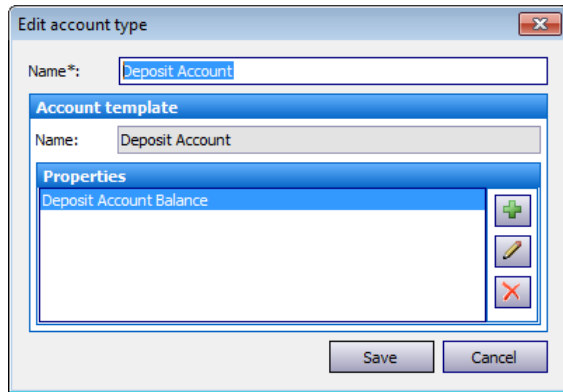 Edit account type
Name*: Deposit Account
Account template
Name: Deposit Account
Properties
Deposit Account Balance
Save Cancel